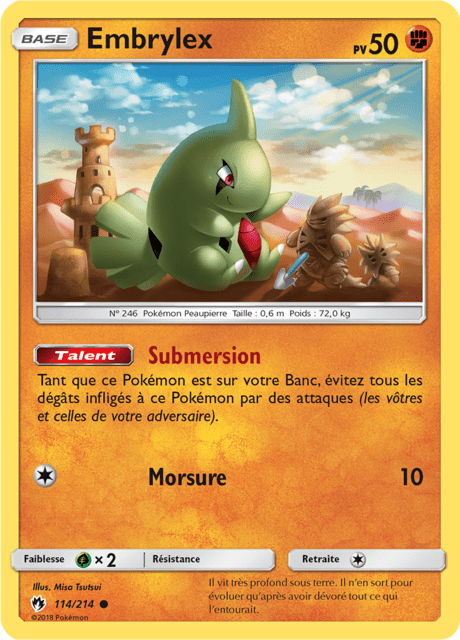 BASE Embrylex PV 50
N° 246 Pokémon Peaupierre Taille : 0,6 m Poids : 72,0 kg
Talent Submersion
Tant que ce Pokémon est sur votre Banc, évitez tous les
dégâts infligés à ce Pokémon par des attaques (les vôtres
et celles de votre adversaire).
Morsure 10
Faiblesse ×2 Résistance Retraite
Illus. Misa Tsutsui
114/214
©2018 Pokémon
Il vit très profond sous terre. Il n'en sort pour
évoluer qu'après avoir dévoré tout ce qui
l'entourait.